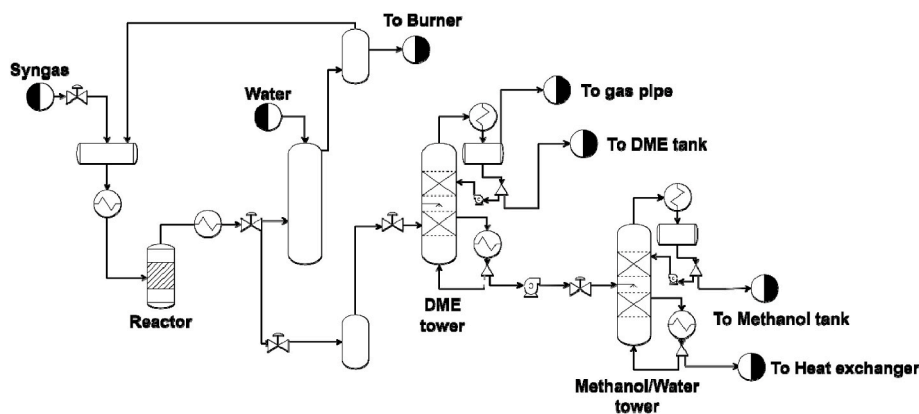 To Burner
Syngas
Water
To gas pipe
To DME tank
Reactor
DME
tower
To Methanol tank
To Heat exchanger
Methanol/Water
tower